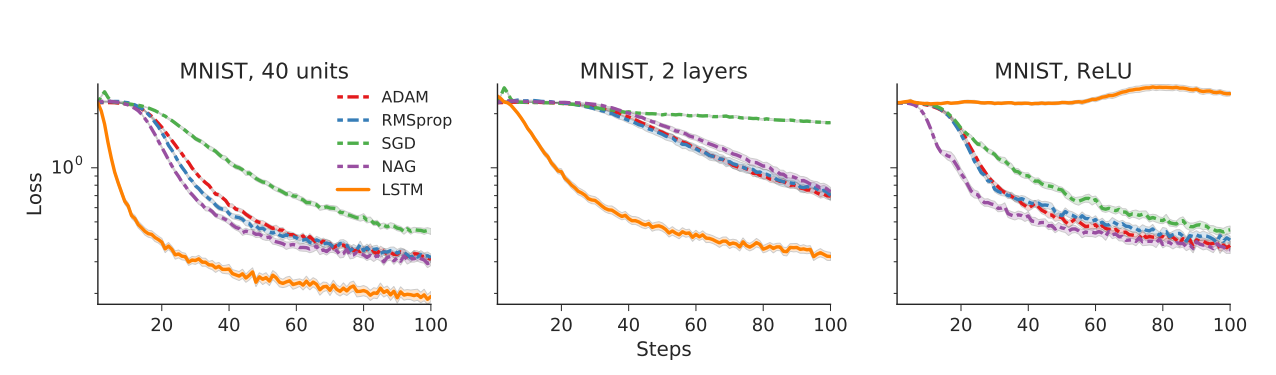 MNIST, 40 units
MNIST, 2 layers
MNIST, ReLU
ADAM
RMSprop
SGD
NAG
LSTM
Loss
10^0
20 40 60 80 100
20 40 60 80 100
20 40 60 80 100
Steps